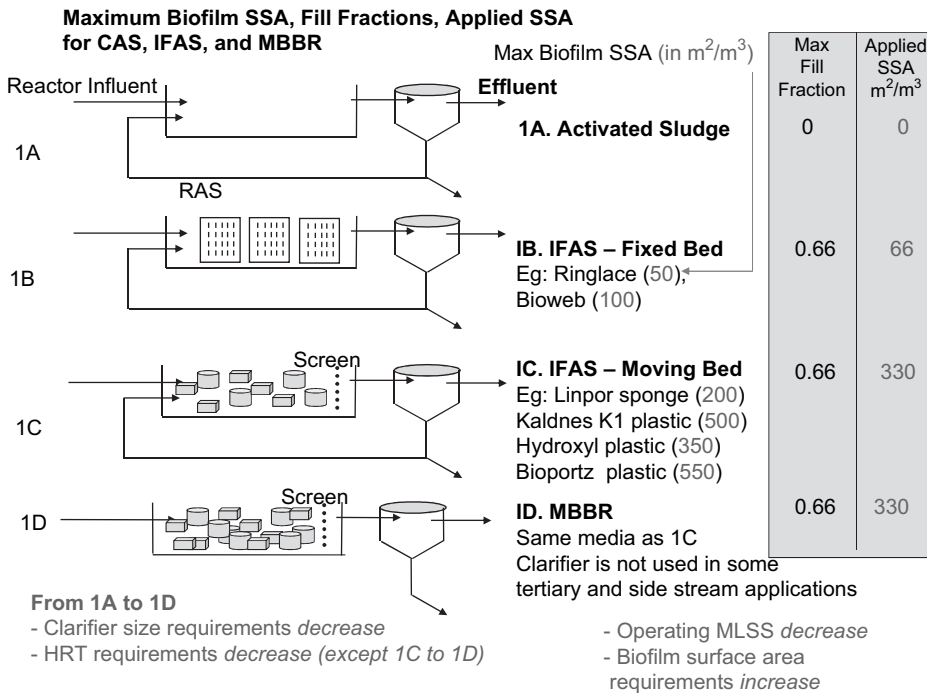 Maximum Biofilm SSA, Fill Fractions, Applied SSA
for CAS, IFAS, and MBBR
Max Biofilm SSA (in m²/m³)
Max
Fill
Fraction
Applied
SSA
m²/m³
Reactor Influent
Effluent
1A. Activated Sludge
0
0
1A
RAS
1B
IB. IFAS – Fixed Bed
Eg: Ringlace (50),
Bioweb (100)
0.66
66
Screen
1C
IC. IFAS – Moving Bed
Eg: Linpor sponge (200)
Kaldnes K1 plastic (500)
Hydroxyl plastic (350)
Bioportz plastic (550)
0.66
330
Screen
1D
ID. MBBR
Same media as 1C
Clarifier is not used in some
tertiary and side stream applications
0.66
330
From 1A to 1D
- Clarifier size requirements decrease
- HRT requirements decrease (except 1C to 1D)
- Operating MLSS decrease
- Biofilm surface area
requirements increase